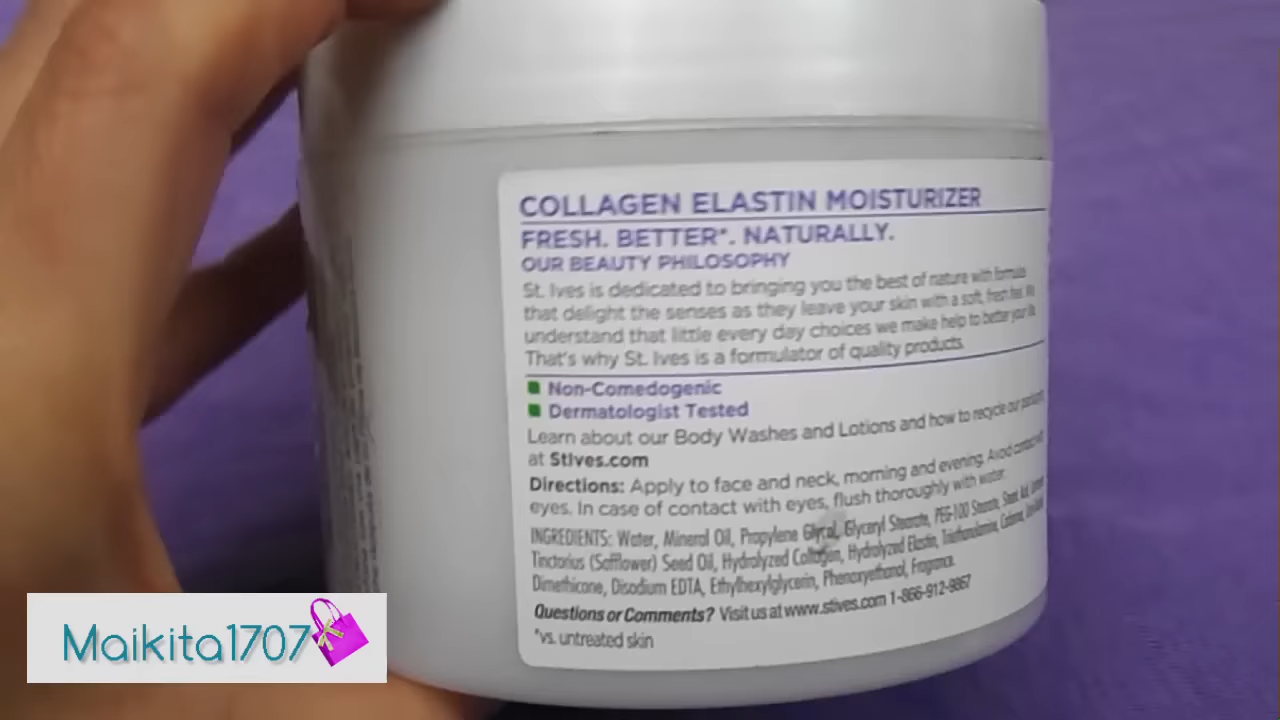 COLLAGEN ELASTIN MOISTURIZER
FRESH. BETTER*. NATURALLY.
OUR BEAUTY PHILOSOPHY
St. Ives is dedicated to bringing you the best of nature with formulas
that delight the senses as they leave your skin with a soft, fresh feel. We
understand that little every day choices we make help to better your life.
That's why St. Ives is a formulator of quality products.
Non-Comedogenic
Dermatologist Tested
Learn about our Body Washes and Lotions and how to recycle our
at StIves.com
Directions: Apply to face and neck, morning and evening. Avoid contact with
eyes. In case of contact with eyes, flush thoroughly with water.
INGREDIENTS: Water, Mineral Oil, Propylene Glycol, Glyceryl Stearate, PEG-100 Stearate, Stearic Acid,
Tinctorius (Safflower) Seed Oil, Hydrolyzed Collagen, Hydrolyzed Elastin, Triethanolamine, Carbomer,
Dimethicone, Disodium EDTA, Ethylhexylglycerin, Phenoxyethanol, Fragrance.
Questions or Comments? Visit us at www.stives.com 1-866-912-9867
*vs. untreated skin
Maikita1707